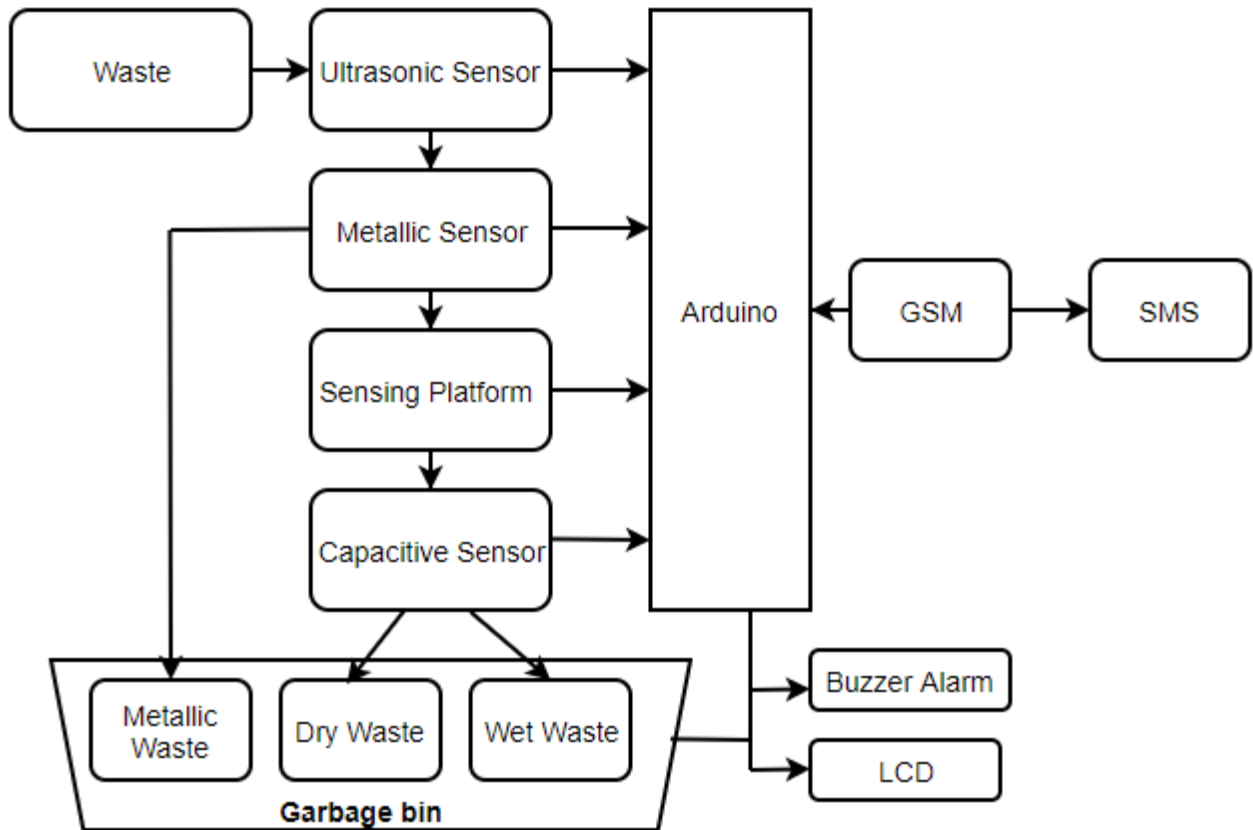 Waste
Ultrasonic Sensor
Metallic Sensor
Arduino
GSM
SMS
Sensing Platform
Capacitive Sensor
Buzzer Alarm
Metallic
Waste
Dry Waste
Wet Waste
LCD
Garbage bin